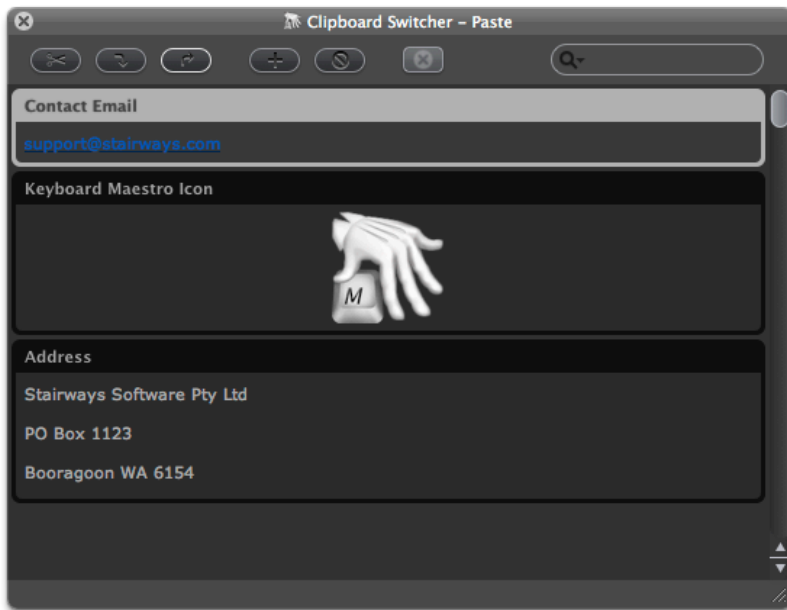 Clipboard Switcher – Paste
Contact Email
support@stairways.com
Keyboard Maestro Icon
M
Address
Stairways Software Pty Ltd
PO Box 1123
Booragoon WA 6154